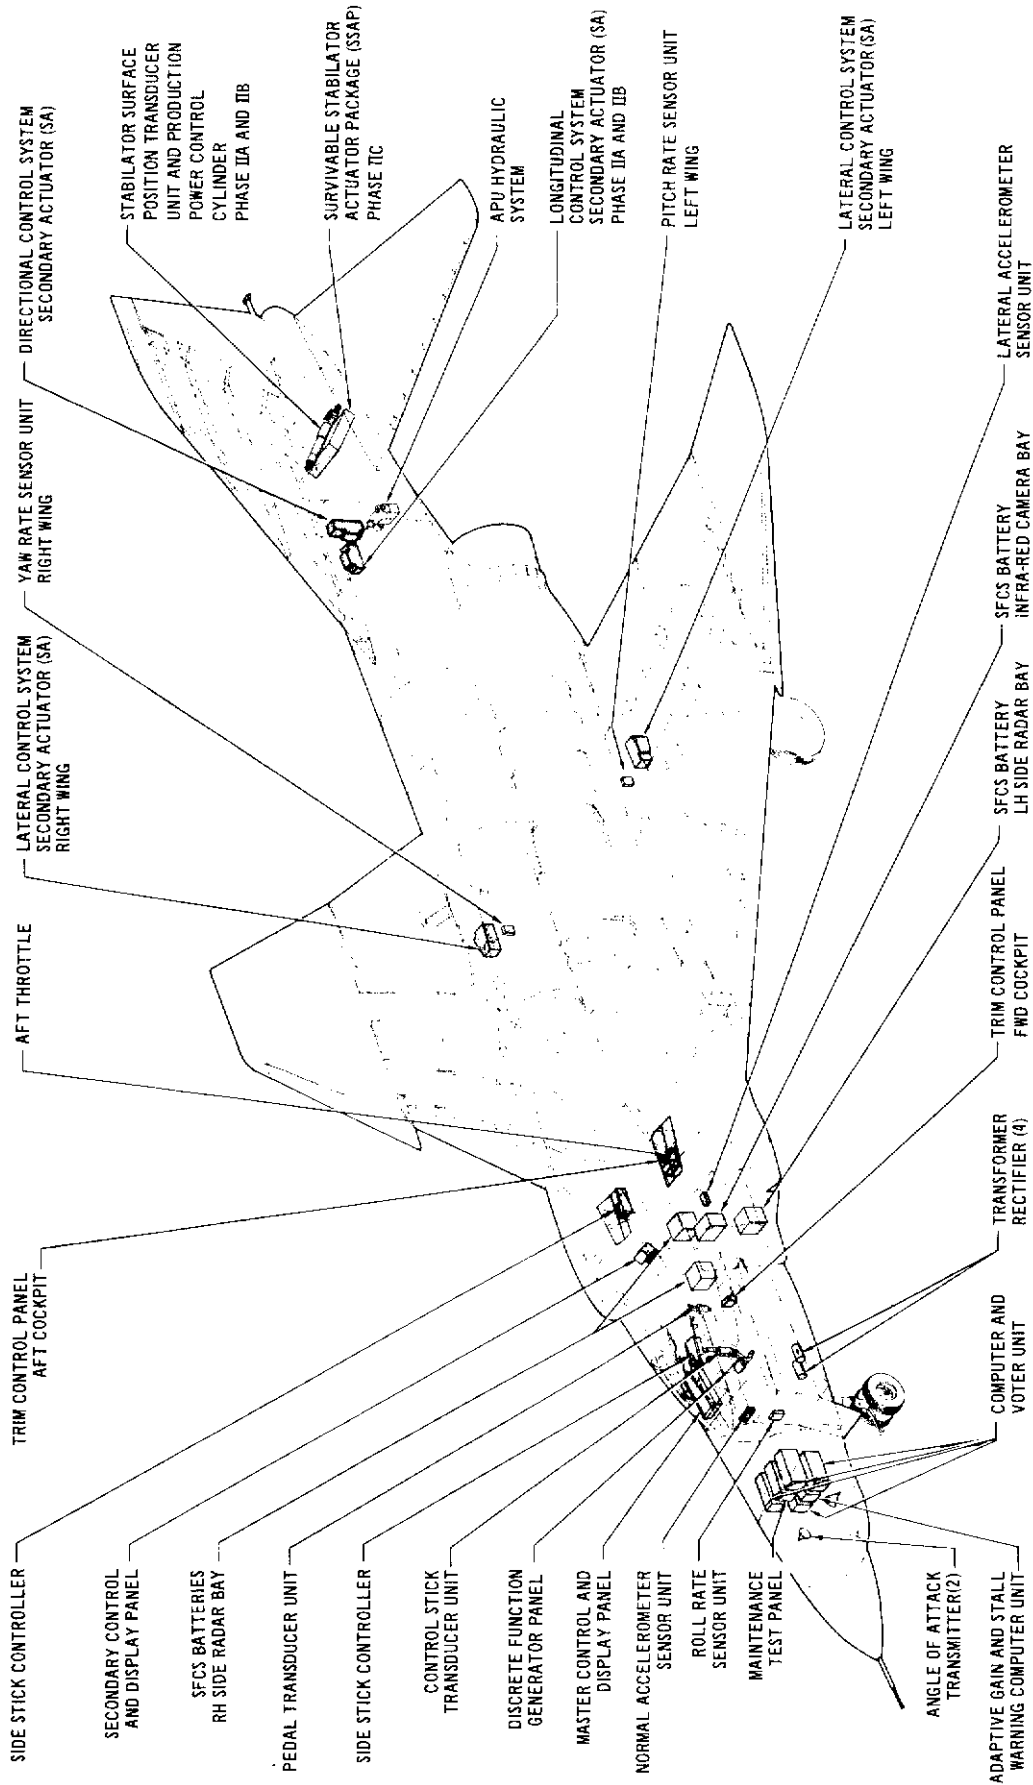 SIDE STICK CONTROLLER
TRIM CONTROL PANEL
AFT COCKPIT
AFT THROTTLE
LATERAL CONTROL SYSTEM
SECONDARY ACTUATOR (SA)
RIGHT WING
YAW RATE SENSOR UNIT
RIGHT WING
DIRECTIONAL CONTROL SYSTEM
SECONDARY ACTUATOR (SA)
STABILATOR SURFACE
POSITION TRANSDUCER
UNIT AND PRODUCTION
POWER CONTROL
CYLINDER
PHASE IIA AND IIB
SURVIVABLE STABILATOR
ACTUATOR PACKAGE (SSAP)
PHASE IIC
APU HYDRAULIC
SYSTEM
LONGITUDINAL
CONTROL SYSTEM
SECONDARY ACTUATOR (SA)
PHASE IIA AND IIB
PITCH RATE SENSOR UNIT
LEFT WING
LATERAL CONTROL SYSTEM
SECONDARY ACTUATOR (SA)
LEFT WING
LATERAL ACCELEROMETER
SENSOR UNIT
SFCS BATTERY
INFRA-RED CAMERA BAY
SFCS BATTERY
LH SIDE RADAR BAY
TRIM CONTROL PANEL
FWD COCKPIT
TRANSFORMER
RECTIFIER (4)
COMPUTER AND
VOTER UNIT
SECONDARY CONTROL
AND DISPLAY PANEL
SFCS BATTERIES
RH SIDE RADAR BAY
PEDAL TRANSDUCER UNIT
SIDE STICK CONTROLLER
CONTROL STICK
TRANSDUCER UNIT
DISCRETE FUNCTION
GENERATOR PANEL
MASTER CONTROL AND
DISPLAY PANEL
NORMAL ACCELEROMETER
SENSOR UNIT
ROLL RATE
SENSOR UNIT
MAINTENANCE
TEST PANEL
ANGLE OF ATTACK
TRANSMITTER(2)
ADAPTIVE GAIN AND STALL
WARNING COMPUTER UNIT